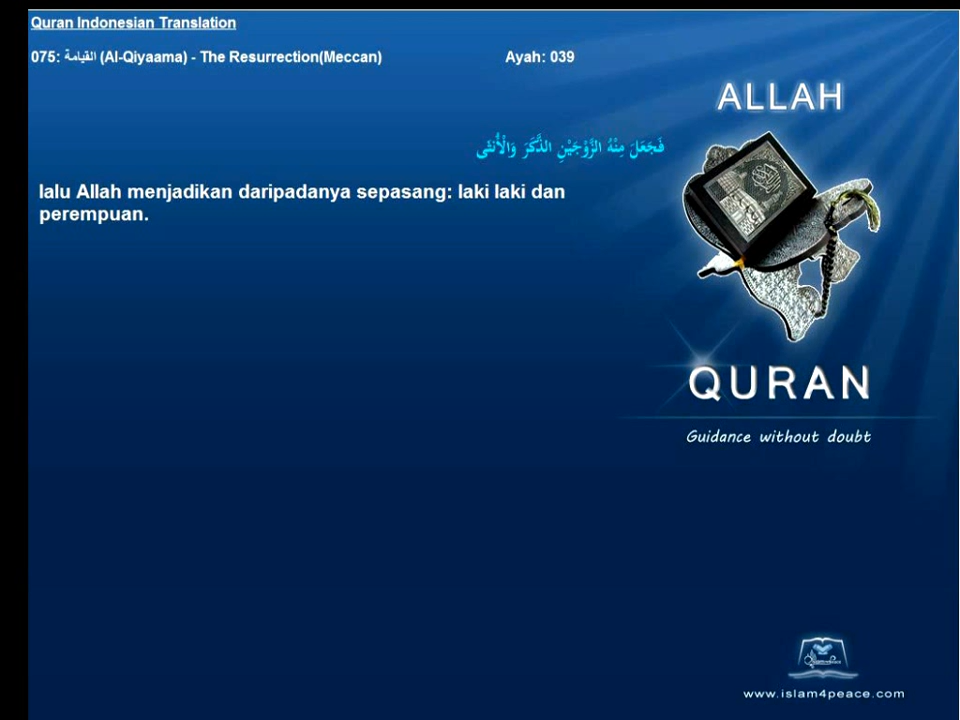 Quran Indonesian Translation
075: القيامة (Al-Qiyaama) - The Resurrection(Meccan) Ayah: 039
ALLAH
فَجَعَلَ مِنْهُ الزَّوْجَيْنِ الذَّكَرَ وَالْأُنثَى
lalu Allah menjadikan daripadanya sepasang: laki laki dan
perempuan.
QURAN
Guidance without doubt
www.islam4peace.com